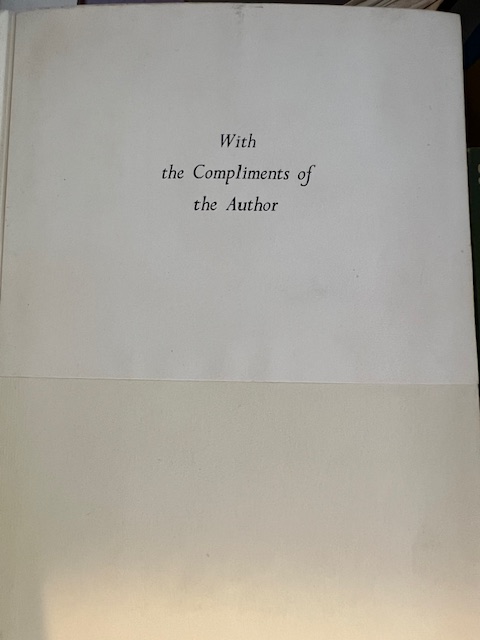 With
the Compliments of
the Author